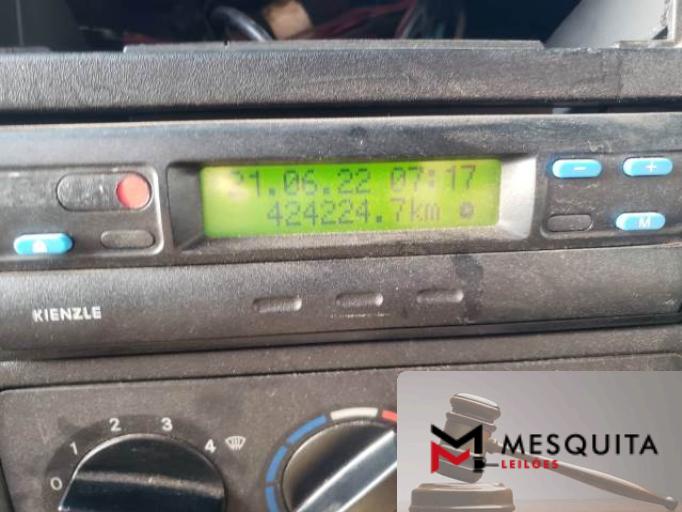 21.06.22 07:17
424224.7km
- +
M
KIENZLE
0 1 2 3 4
MESQUITA
LEILÕES